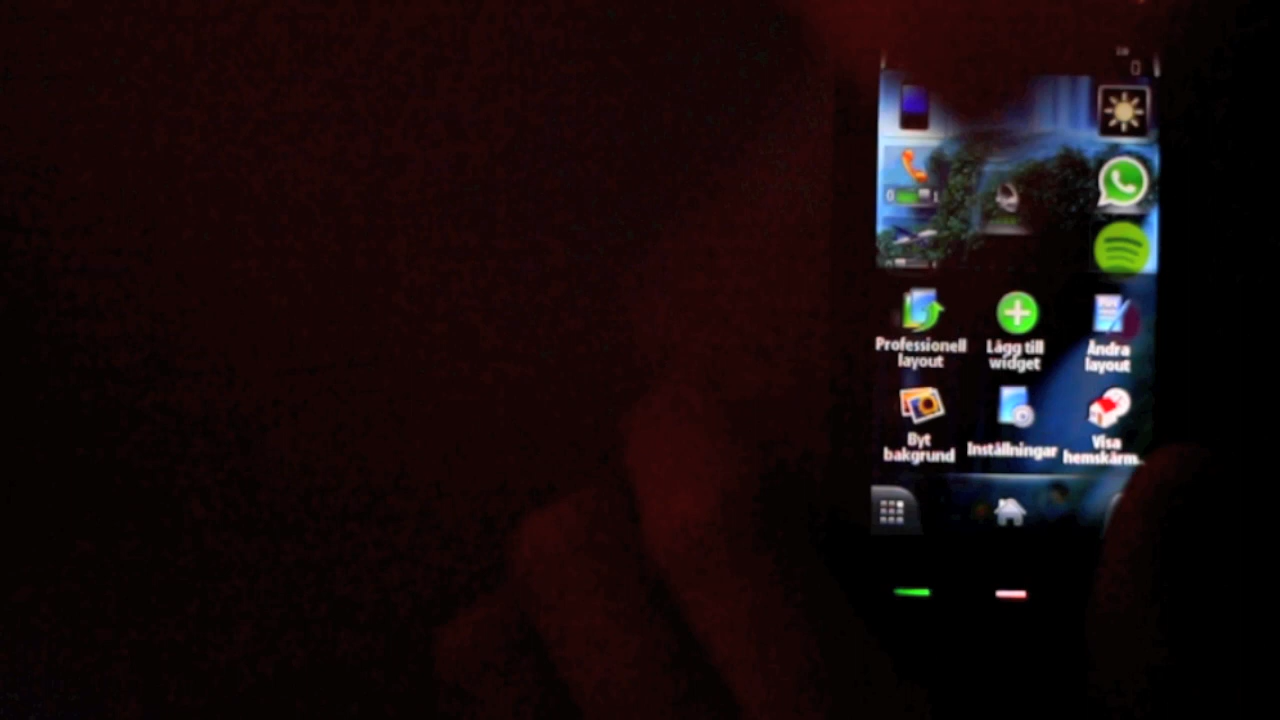 Professionell
layout
Lägg till
widget
Ändra
layout
Byt
bakgrund
Inställningar
Visa
hemskärm...